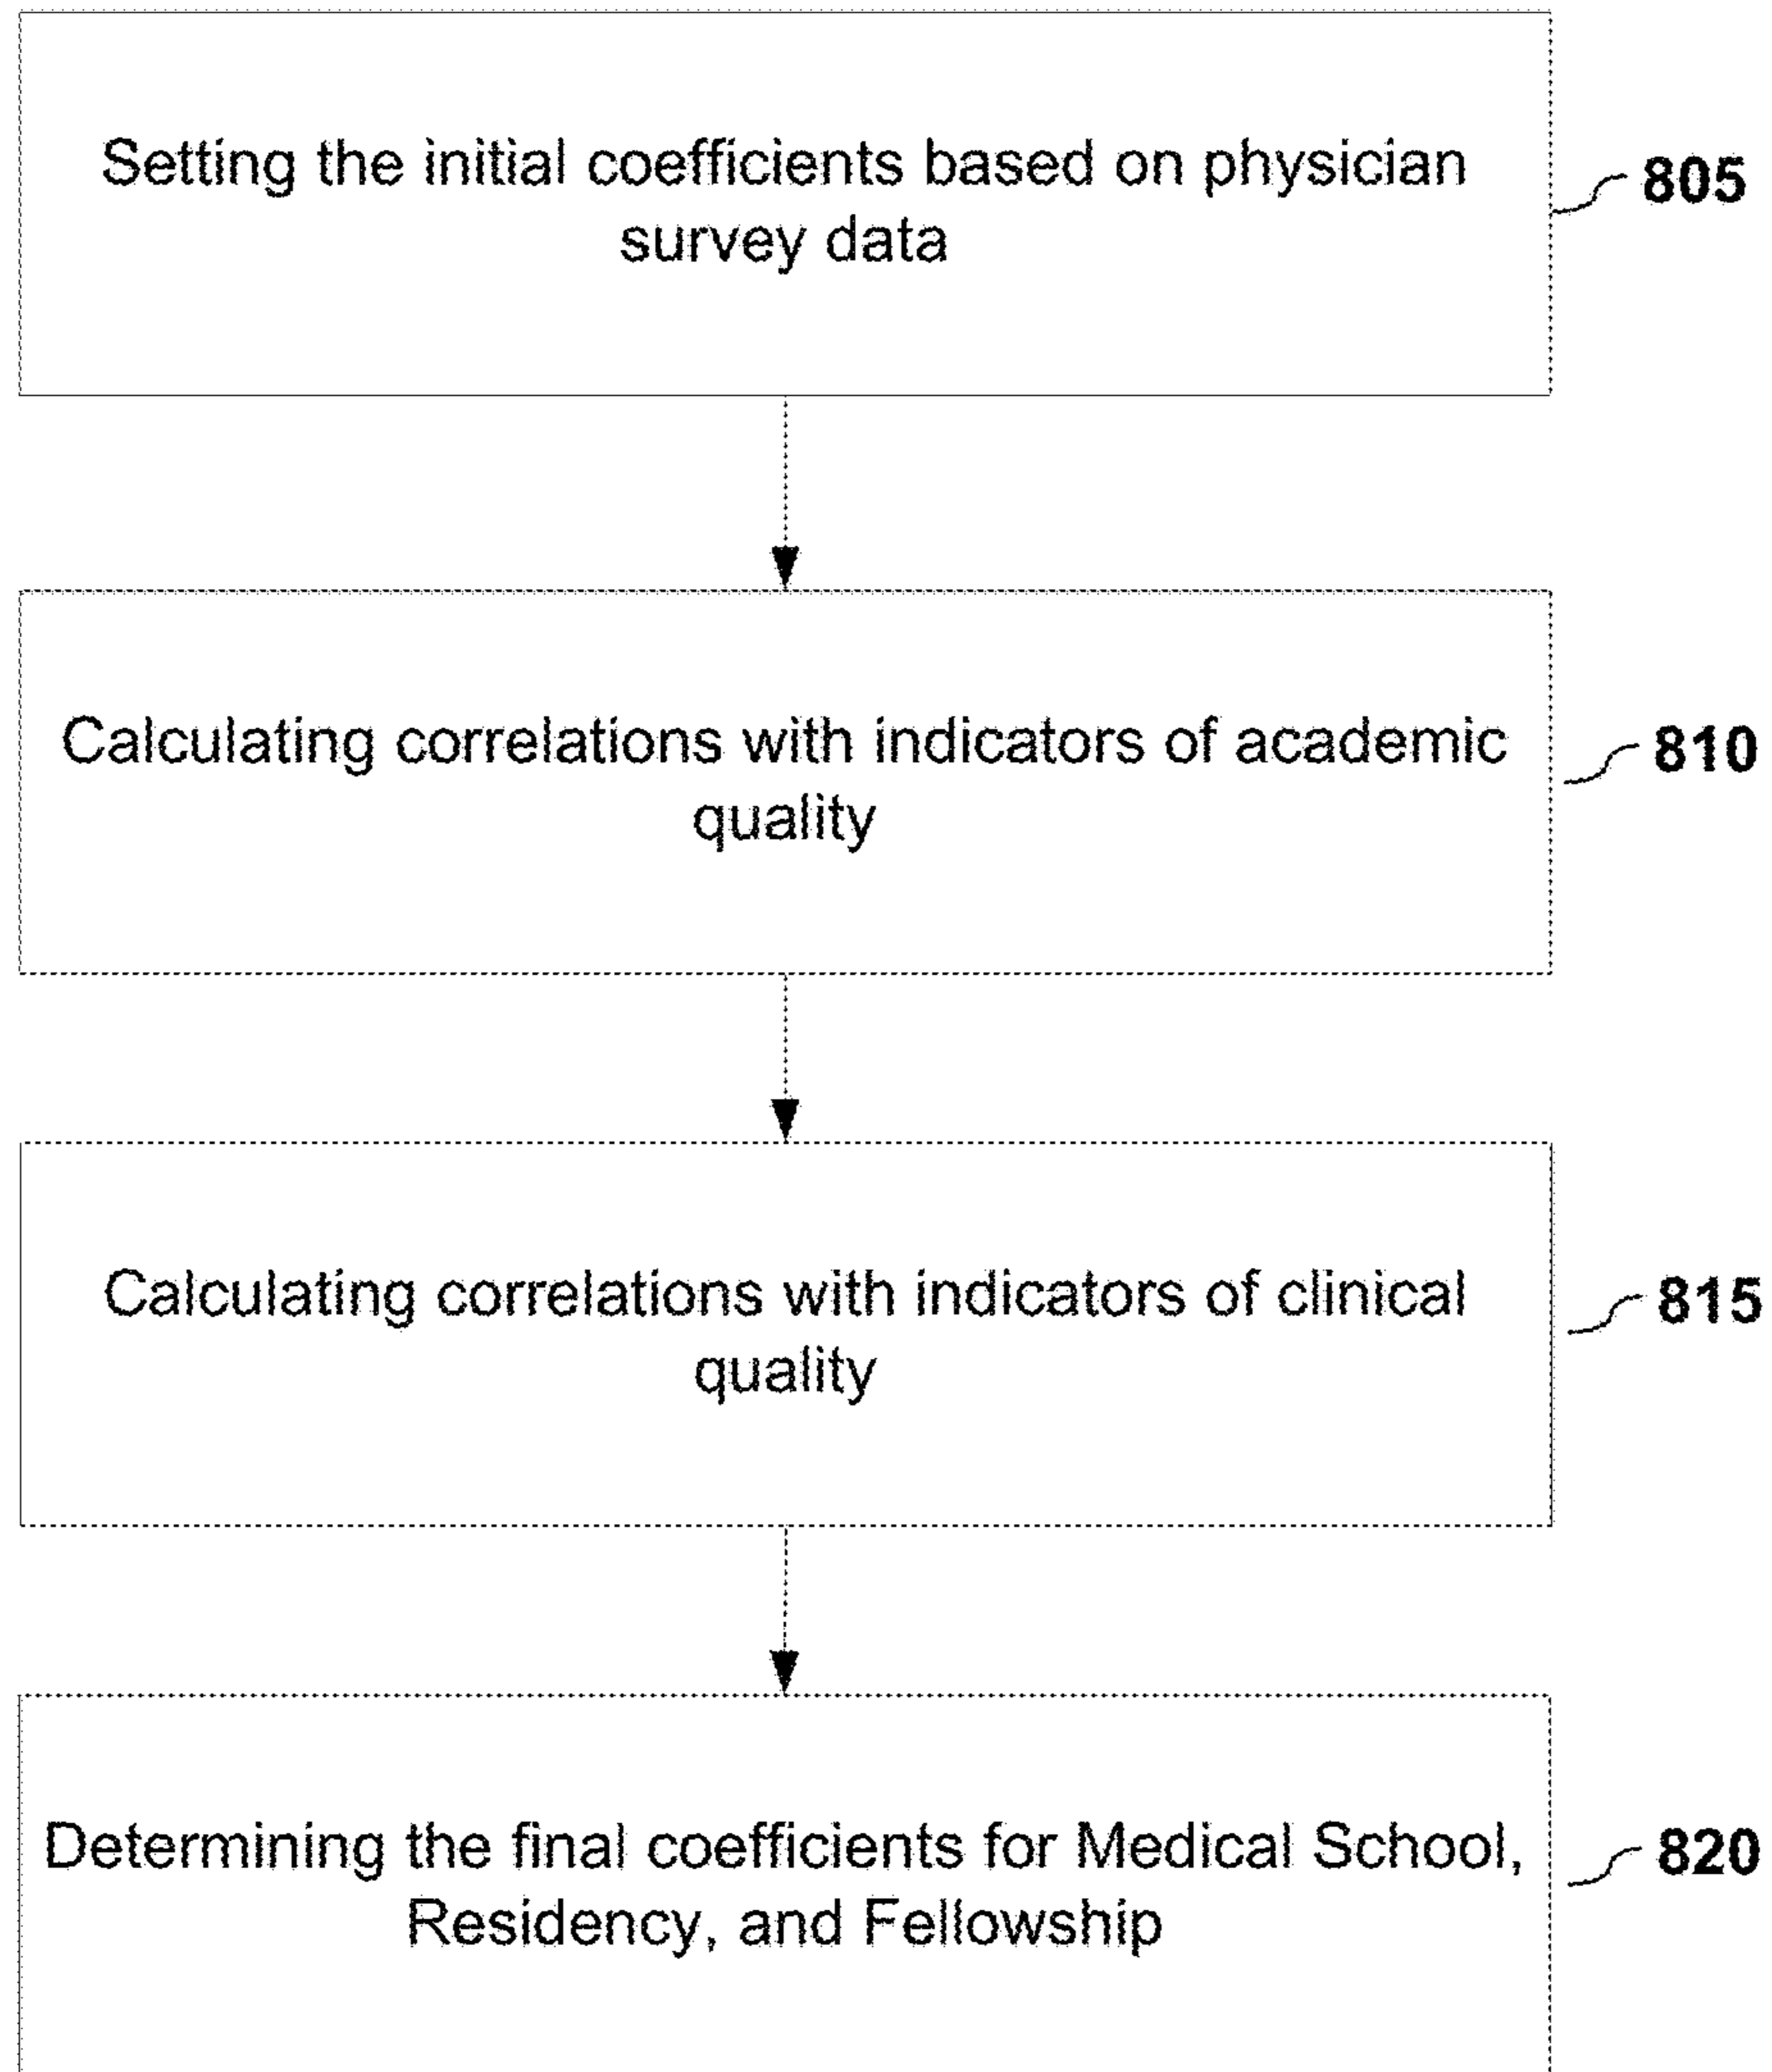 Setting the initial coefficients based on physician
survey data
805
Calculating correlations with indicators of academic
quality
810
Calculating correlations with indicators of clinical
quality
815
Determining the final coefficients for Medical School,
Residency, and Fellowship
820